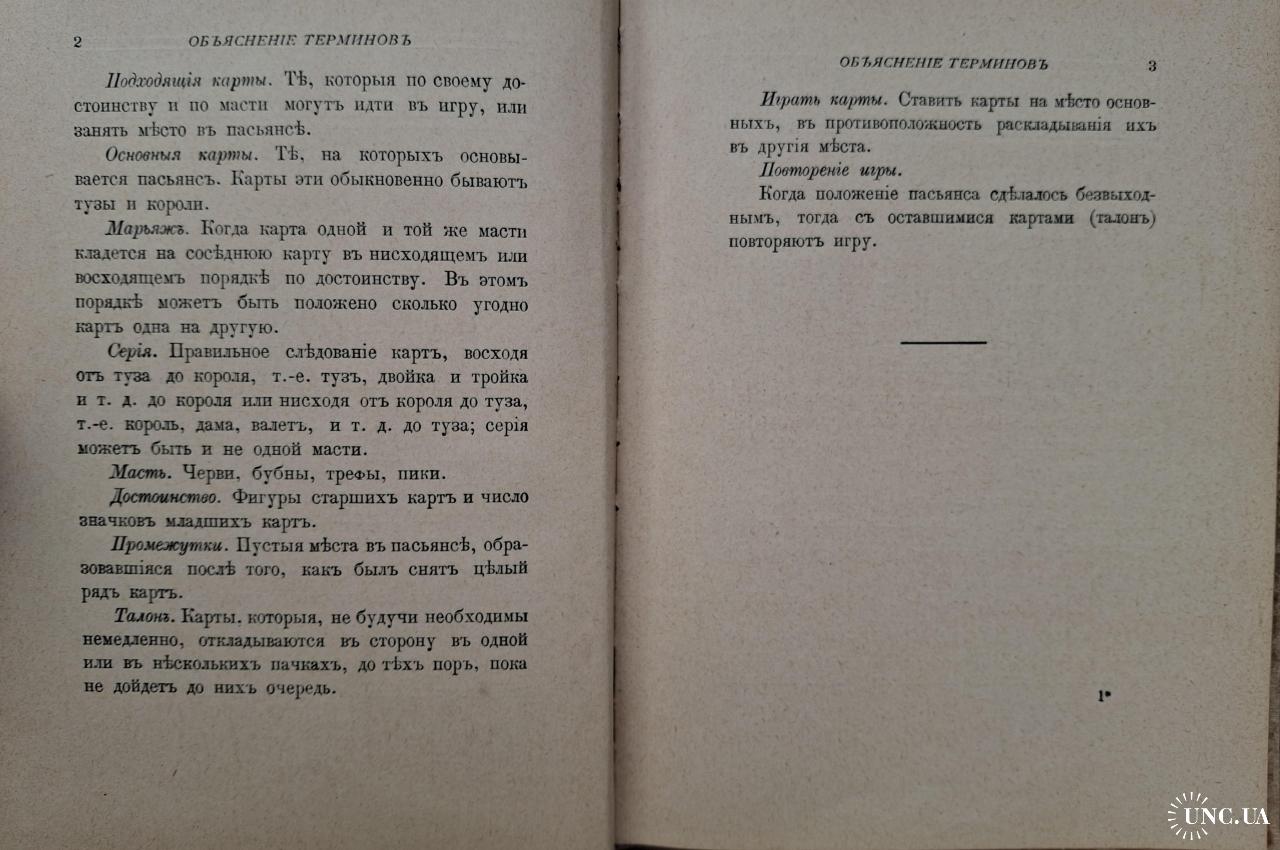 2
ОБЪЯСНЕНІЕ ТЕРМИНОВЪ
Подходящія карты. Тѣ, которыя по своему до-
стоинству и по масти могутъ идти въ игру, или
занять мѣсто въ пасьянсѣ.
Основныя карты. Тѣ, на которыхъ основы-
вается пасьянсъ. Карты эти обыкновенно бываютъ
тузы и короли.
Марьяжъ. Когда карта одной и той же масти
кладется на сосѣднюю карту въ нисходящемъ или
восходящемъ порядкѣ по достоинству. Въ этомъ
порядкѣ можетъ быть положено сколько угодно
картъ одна на другую.
Серія. Правильное слѣдованіе картъ, восходя
отъ туза до короля, т.-е. тузъ, двойка и тройка
и т. д. до короля или нисходя отъ короля до туза,
т.-е. король, дама, валетъ, и т. д. до туза; серія
можетъ быть и не одной масти.
Масть. Черви, бубны, трефы, пики.
Достоинство. Фигуры старшихъ картъ и число
значковъ младшихъ картъ.
Промежутки. Пустыя мѣста въ пасьянсѣ, обра-
зовавшіяся послѣ того, какъ былъ снятъ цѣлый
рядъ картъ.
Талонъ. Карты, которыя, не будучи необходимы
немедленно, откладываются въ сторону въ одной
или въ нѣсколькихъ пачкахъ, до тѣхъ поръ, пока
не дойдетъ до нихъ очередь.
ОБЪЯСНЕНІЕ ТЕРМИНОВЪ
3
Играть карты. Ставить карты на мѣсто основ-
ныхъ, въ противоположность раскладыванія ихъ
въ другія мѣста.
Повтореніе игры.
Когда положеніе пасьянса сдѣлалось безвыход-
нымъ, тогда съ оставшимися картами (талонъ)
повторяютъ игру.
1*
UNC.UA